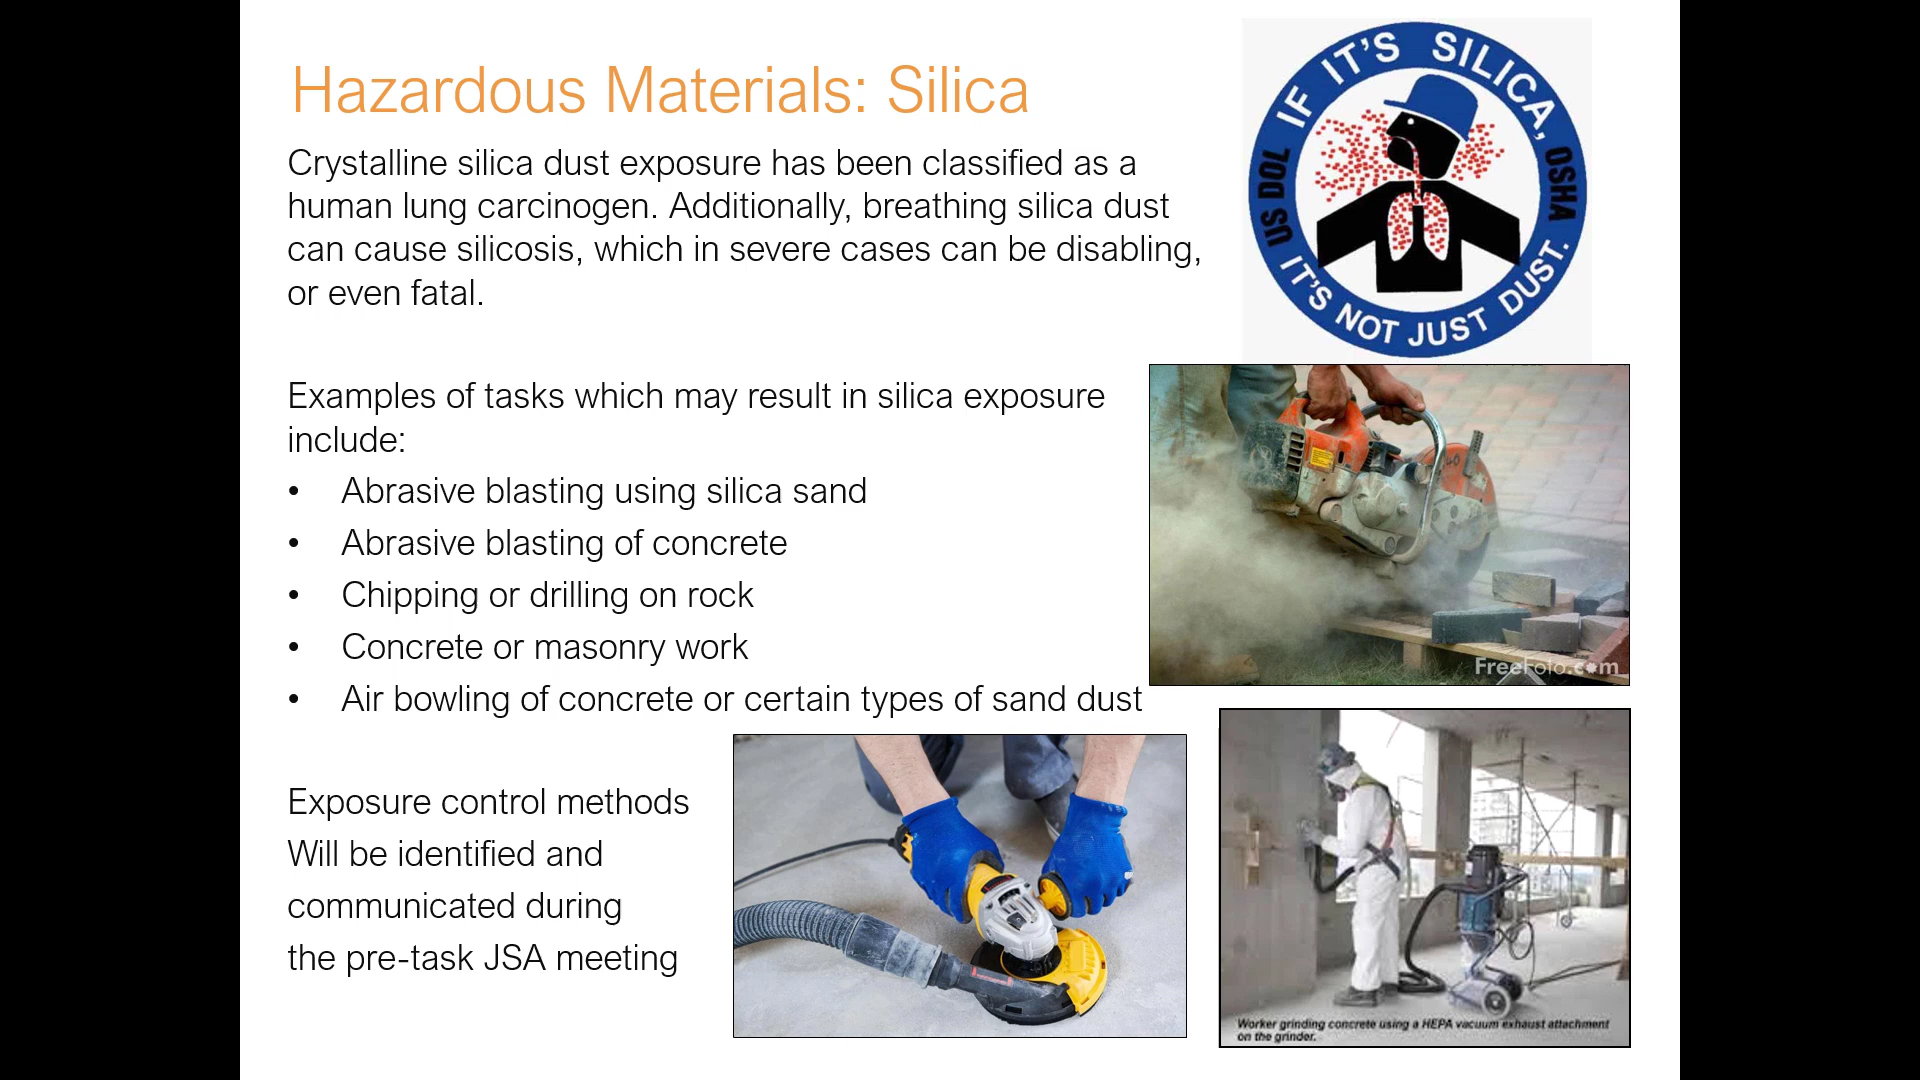 Hazardous Materials: Silica
Crystalline silica dust exposure has been classified as a
human lung carcinogen. Additionally, breathing silica dust
can cause silicosis, which in severe cases can be disabling,
or even fatal.
Examples of tasks which may result in silica exposure
include:
• Abrasive blasting using silica sand
• Abrasive blasting of concrete
• Chipping or drilling on rock
• Concrete or masonry work
• Air bowling of concrete or certain types of sand dust
Exposure control methods
Will be identified and
communicated during
the pre-task JSA meeting
IF IT'S SILICA,
IT'S NOT JUST DUST.
US DOL
OSHA
FreeFoto.com
Worker grinding concrete using a HEPA vacuum exhaust attachment
on the grinder.